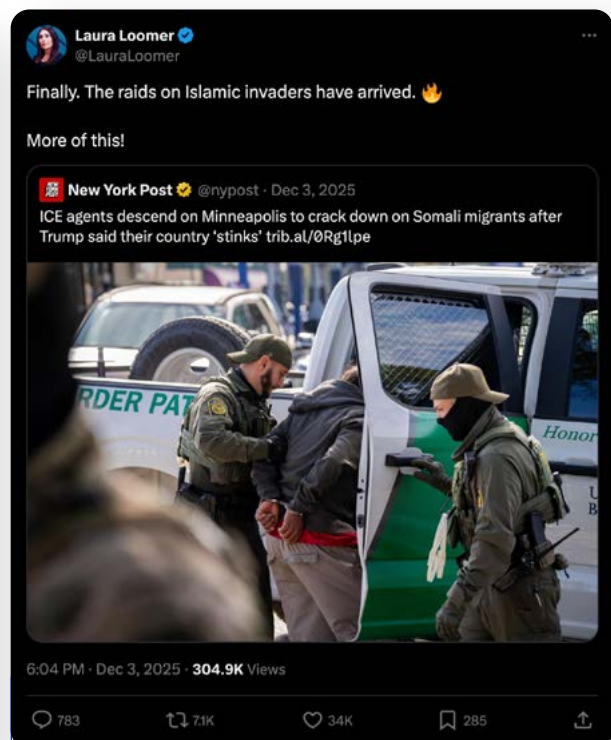 Laura Loomer
@LauraLoomer
Finally. The raids on Islamic invaders have arrived. 🔥
More of this!
New York Post @nypost · Dec 3, 2025
ICE agents descend on Minneapolis to crack down on Somali migrants after
Trump said their country 'stinks' trib.al/0Rg1lpe
RDER PAT
Honor
U
B
6:04 PM · Dec 3, 2025 · 304.9K Views
783 7.1K 34K 285